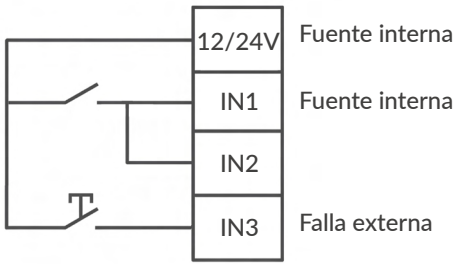 12/24V Fuente interna
IN1 Fuente interna
IN2
IN3 Falla externa